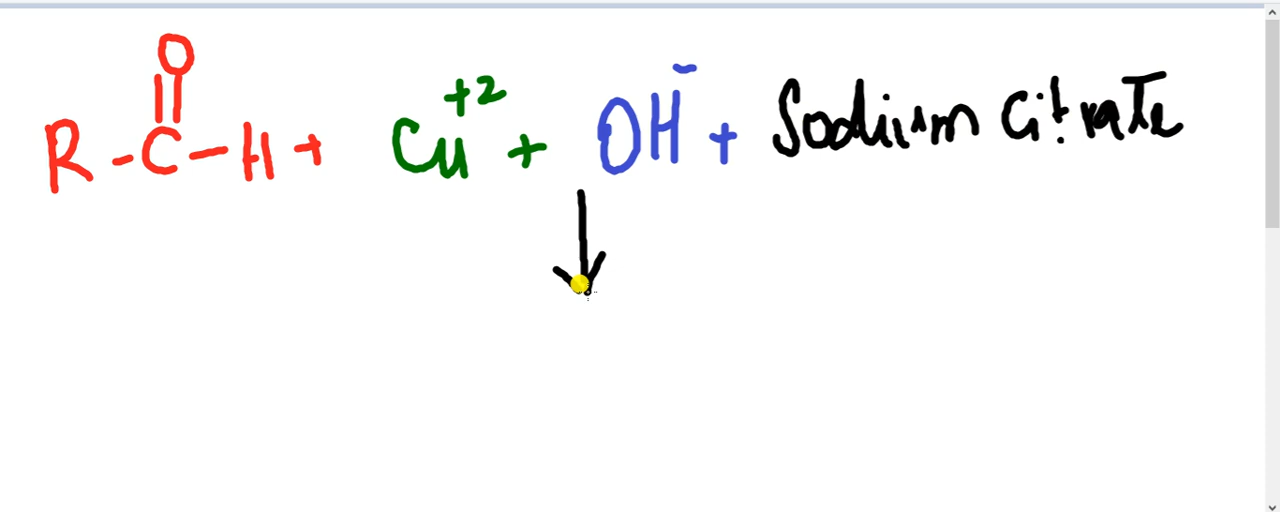 O
||
R-C-H + Cu+2 + OH- + Sodium Citrate